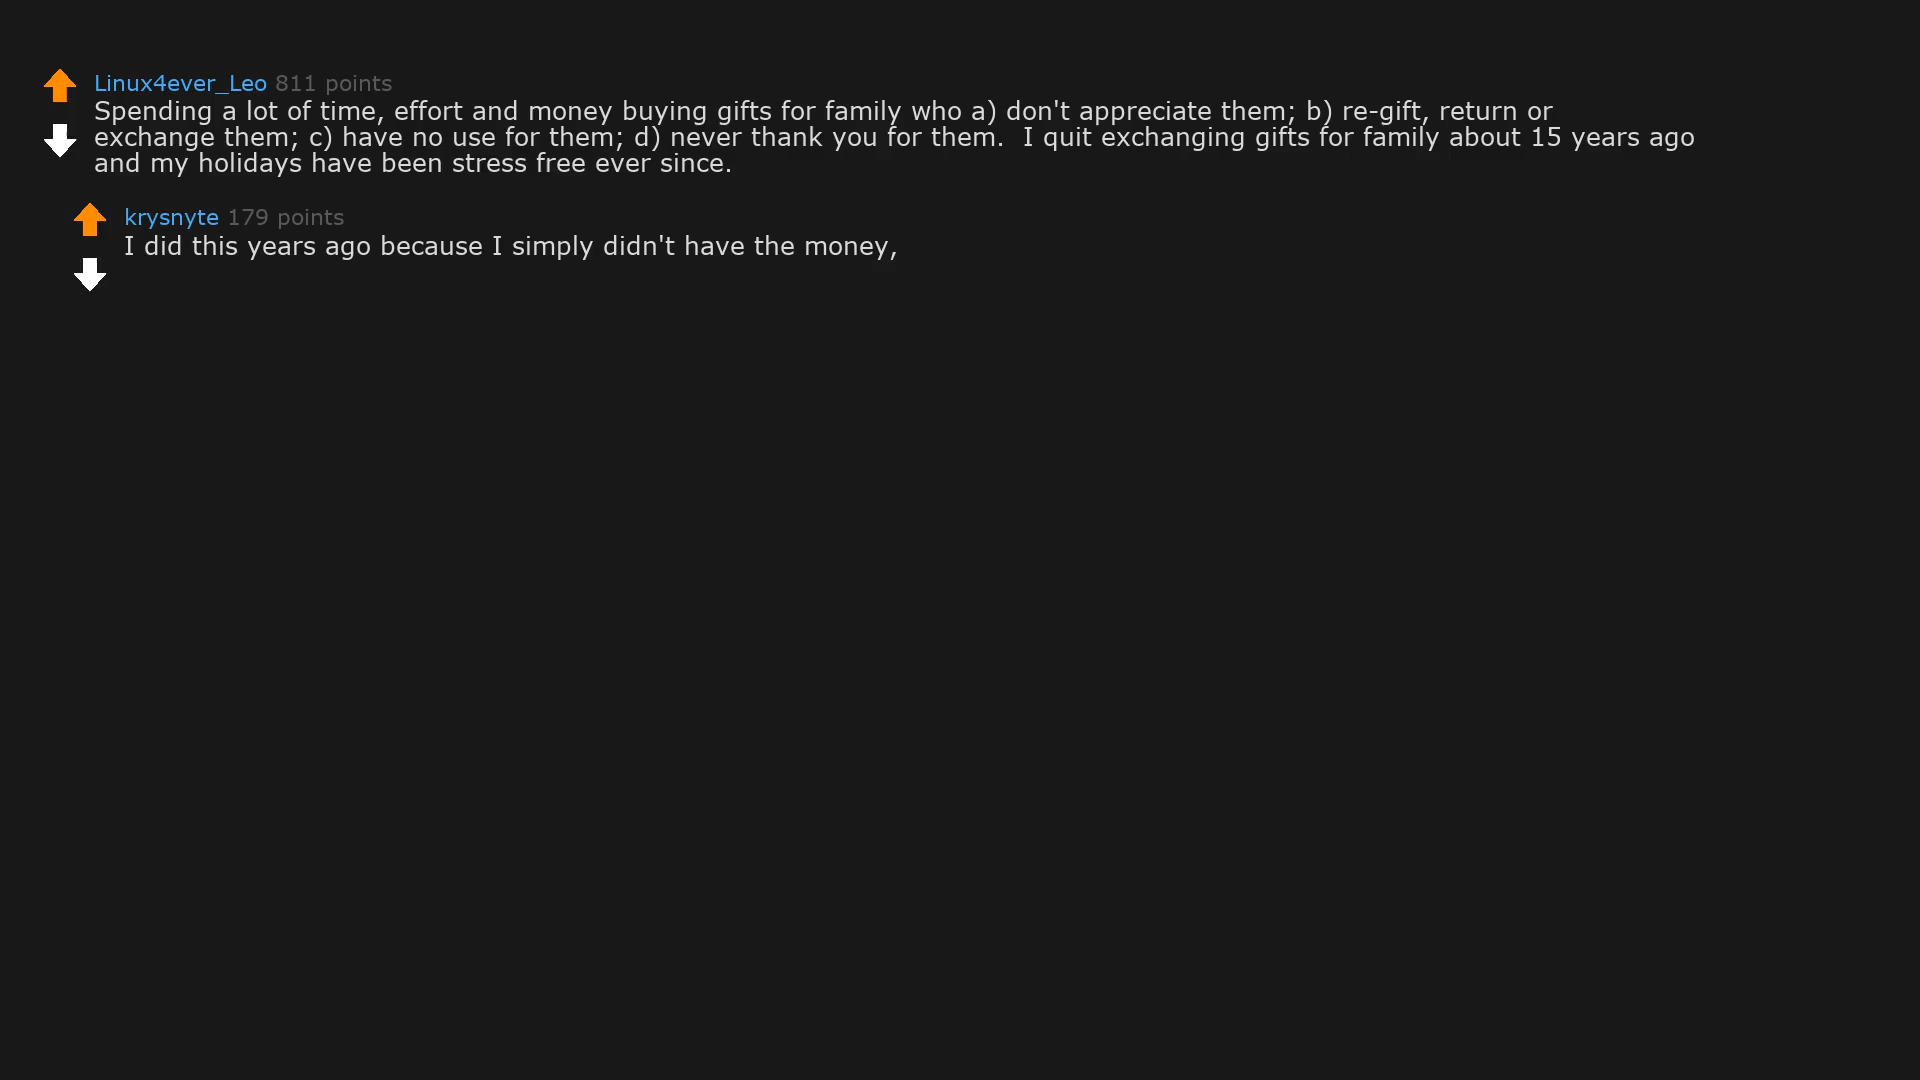 Linux4ever_Leo 811 points
Spending a lot of time, effort and money buying gifts for family who a) don't appreciate them; b) re-gift, return or
exchange them; c) have no use for them; d) never thank you for them.  I quit exchanging gifts for family about 15 years ago
and my holidays have been stress free ever since.
krysnyte 179 points
I did this years ago because I simply didn't have the money,